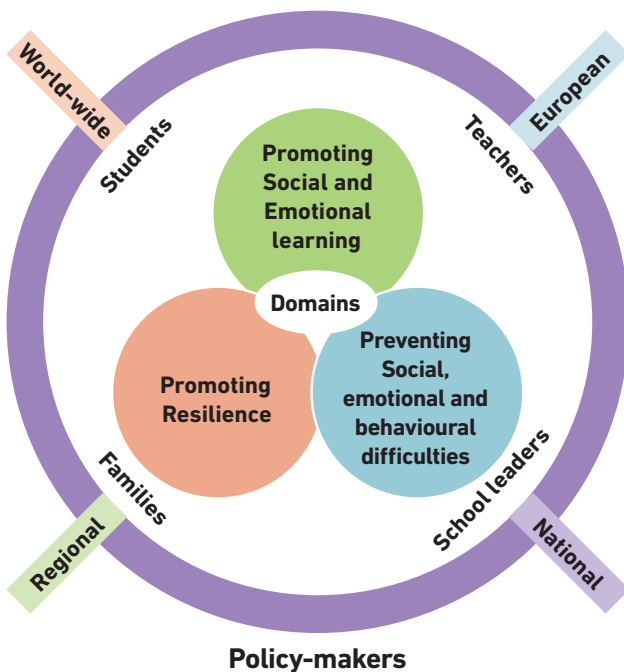 World-wide
European
Students
Teachers
Promoting
Social and
Emotional
learning
Domains
Promoting
Resilience
Preventing
Social,
emotional and
behavioural
difficulties
Families
School leaders
Regional
National
Policy-makers